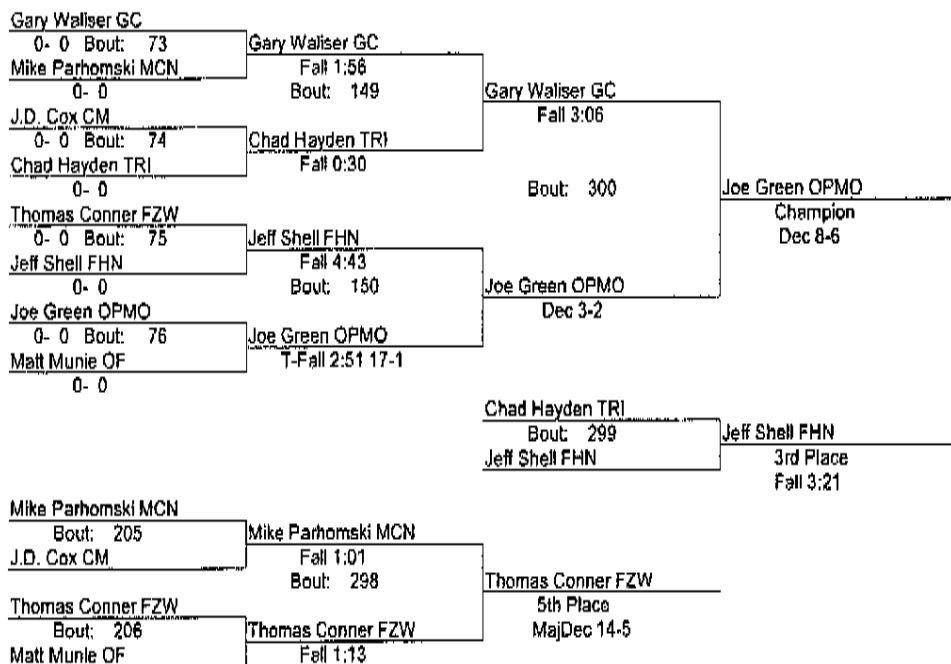 Gary Waliser GC
0- 0 Bout: 73
Mike Parhomski MCN
0- 0
J.D. Cox CM
0- 0 Bout: 74
Chad Hayden TRI
0- 0
Thomas Conner FZW
0- 0 Bout: 75
Jeff Shell FHN
0- 0
Joe Green OPMO
0- 0 Bout: 76
Matt Munie OF
0- 0
Gary Waliser GC
Fall 1:56
Bout: 149
Chad Hayden TRI
Fall 0:30
Jeff Shell FHN
Fall 4:43
Bout: 150
Joe Green OPMO
T-Fall 2:51 17-1
Gary Waliser GC
Fall 3:06
Bout: 300
Joe Green OPMO
Dec 3-2
Joe Green OPMO
Champion
Dec 8-6
Chad Hayden TRI
Bout: 299
Jeff Shell FHN
Jeff Shell FHN
3rd Place
Fall 3:21
Mike Parhomski MCN
Bout: 205
J.D. Cox CM
Thomas Conner FZW
Bout: 206
Matt Munie OF
Mike Parhomski MCN
Fall 1:01
Bout: 298
Thomas Conner FZW
Fall 1:13
Thomas Conner FZW
5th Place
MajDec 14-5